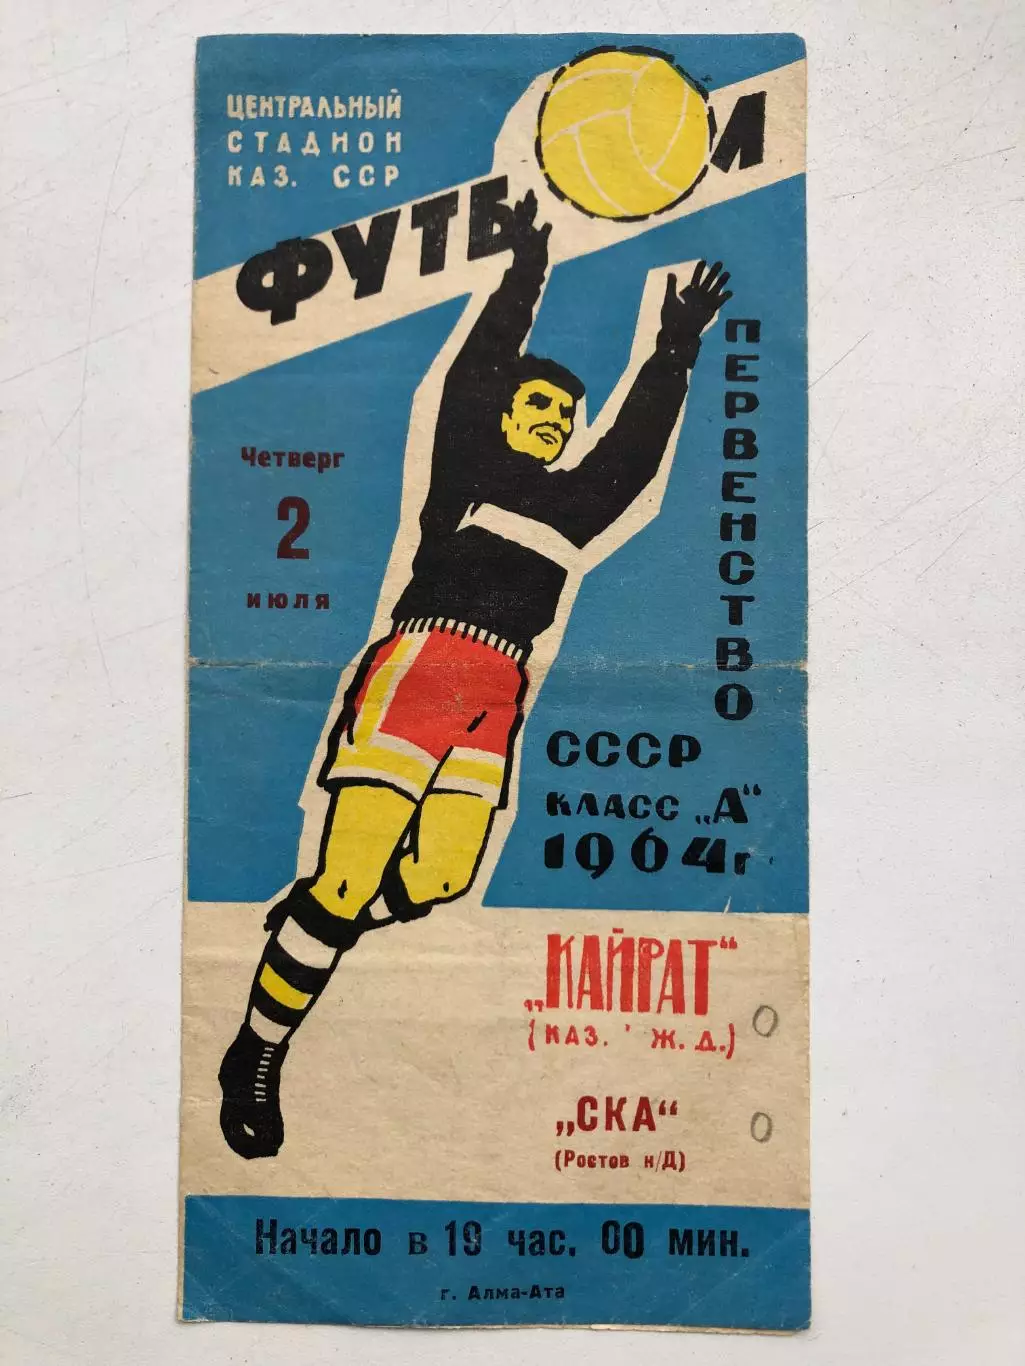 ЦЕНТРАЛЬНЫЙ
СТАДИОН
КАЗ. ССР
ФУТБОЛ
Четверг
2
июля
ПЕРВЕНСТВО
СССР
КЛАСС „А“
1964г
„КАЙРАТ“ 0
(КАЗ. Ж.Д.)
„СКА“ 0
(Ростов н/Д)
Начало в 19 час. 00 мин.
г. Алма-Ата